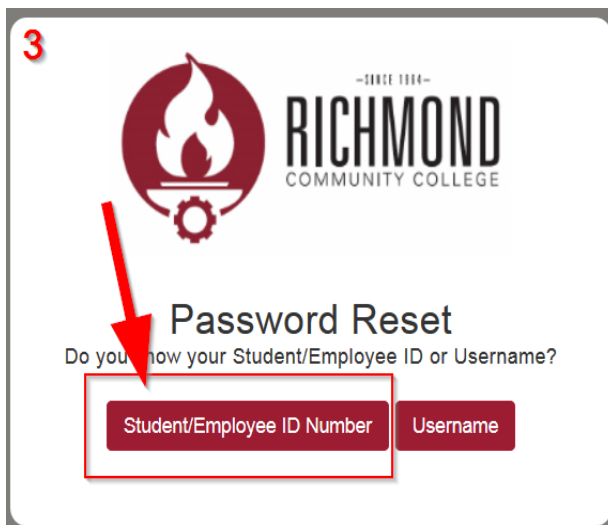 3
-SINCE 1964-
RICHMOND
COMMUNITY COLLEGE
Password Reset
Do you know your Student/Employee ID or Username?
Student/Employee ID Number
Username